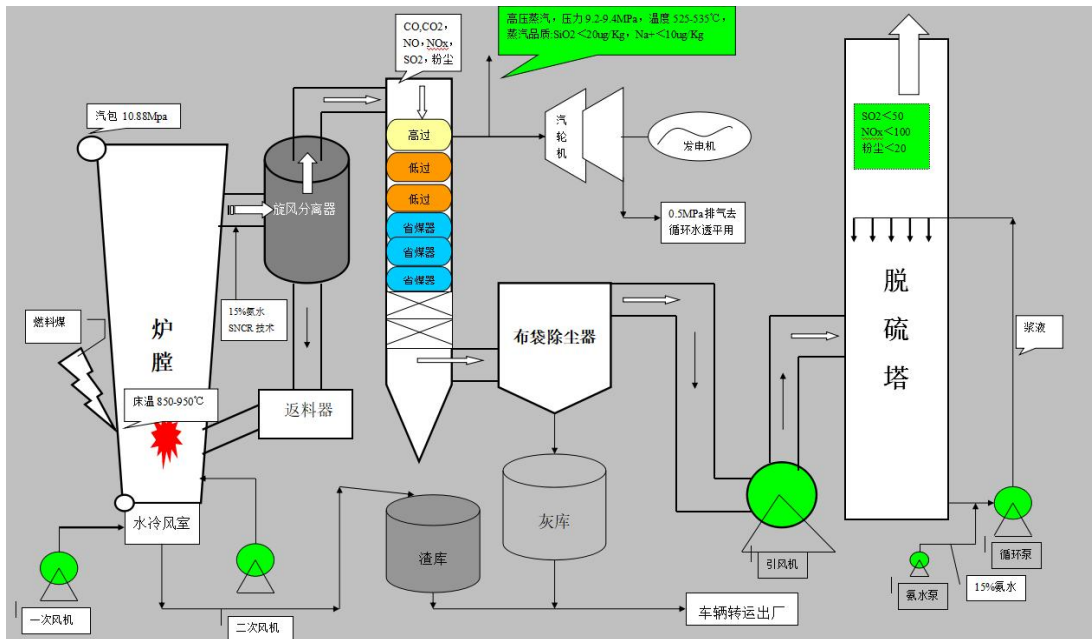 CO,CO2,
NO,NOx,
SO2,粉尘
高压蒸汽，压力9.2-9.4MPa，温度525-535℃，
蒸汽品质:SiO2＜20ug/Kg，Na+＜10ug/Kg
汽包 10.88Mpa
高过
低过
低过
省煤器
省煤器
省煤器
汽轮机
发电机
SO2＜50
NOx＜100
粉尘＜20
旋风分离器
0.5MPa排气去
循环水透平用
15%氨水
SNCR 技术
燃料煤
炉膛
布袋除尘器
脱硫塔
浆液
床温 850-950℃
返料器
水冷风室
渣库
灰库
引风机
循环泵
氨水泵
15%氨水
一次风机
二次风机
车辆转运出厂